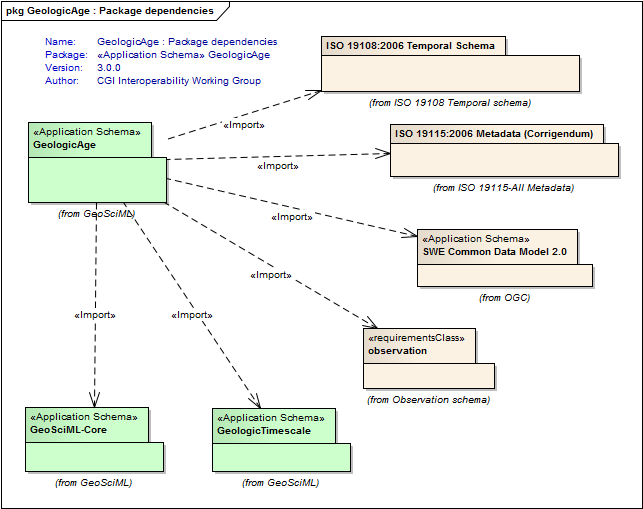 pkg GeologicAge : Package dependencies
Name: GeologicAge : Package dependencies
Package: «Application Schema» GeologicAge
Version: 3.0.0
Author: CGI Interoperability Working Group
ISO 19108:2006 Temporal Schema
(from ISO 19108 Temporal schema)
«Import»
«Application Schema»
GeologicAge
(from GeoSciML)
ISO 19115:2006 Metadata (Corrigendum)
(from ISO 19115-All Metadata)
«Import»
«Import»
«Application Schema»
SWE Common Data Model 2.0
(from OGC)
«Import»
«Import»
«Import»
«requirementsClass»
observation
(from Observation schema)
«Application Schema»
GeoSciML-Core
(from GeoSciML)
«Application Schema»
GeologicTimescale
(from GeoSciML)